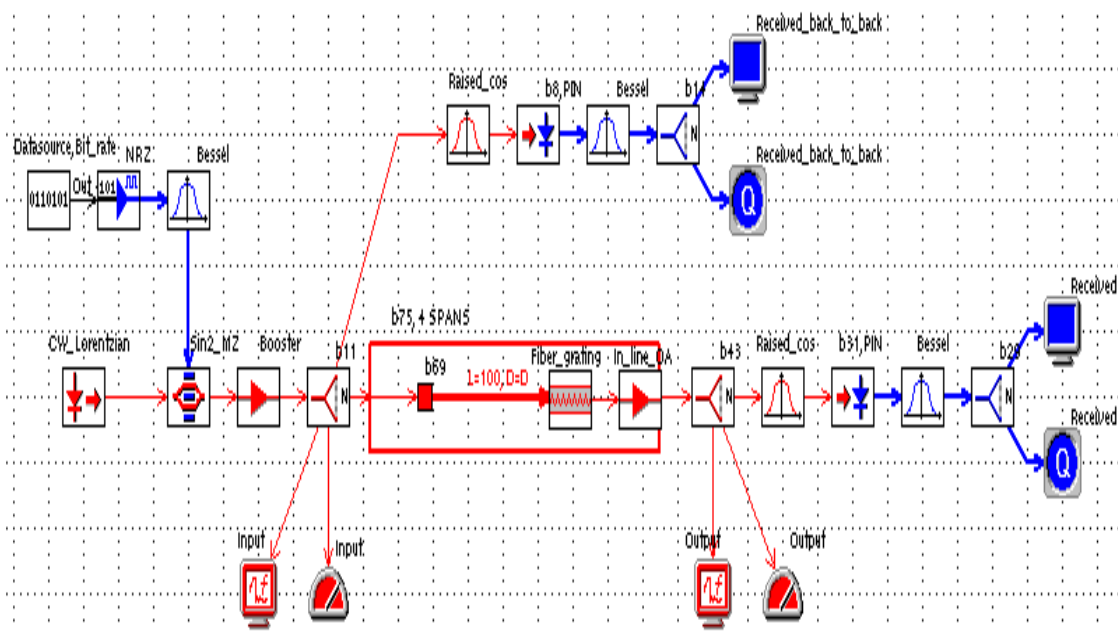 Received_back_to_back
Raised_cos
b8,PIN
Bessel
b14
N
Datasource,Bit_rate
NRZ
Bessel
Received_back_to_back
0110101
Out
101
Q
Received
b75, 4 SPANS
CW_Lorentzian
Sin2_MZ
Booster
b11
b69
Fiber_grating
In_line_OA
b43
Raised_cos
b31,PIN
Bessel
L=100,D=D
N
N
N
Received
Q
Input
Input
Output
Output